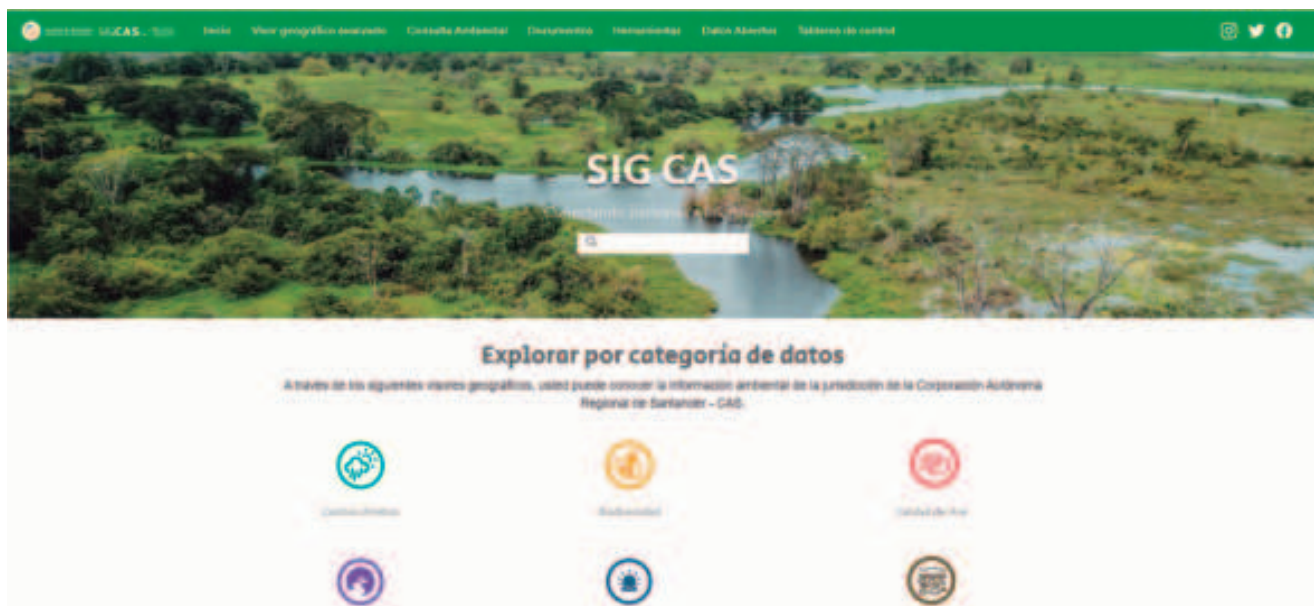 SIGCAS
Inicio Visor geográfico avanzado Consulta Ambiental Documentos Herramientas Datos Abiertos Tableros de control
SIG CAS
Explorar por categoría de datos
A través de los siguientes visores geográficos, usted puede conocer la información ambiental de la jurisdicción de la Corporación Autónoma
Regional de Santander - CAS.
Biodiversidad Calidad del Aire